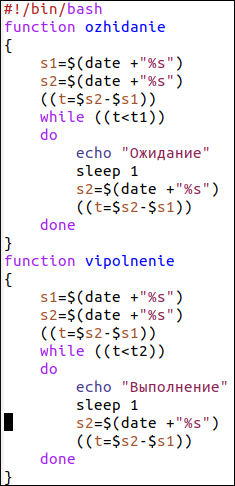 #!/bin/bash
function ozhidanie
{
    s1=$(date +"%s")
    s2=$(date +"%s")
    ((t=$s2-$s1))
    while ((t<t1))
    do
        echo "Ожидание"
        sleep 1
        s2=$(date +"%s")
        ((t=$s2-$s1))
    done
}
function vipolnenie
{
    s1=$(date +"%s")
    s2=$(date +"%s")
    ((t=$s2-$s1))
    while ((t<t2))
    do
        echo "Выполнение"
        sleep 1
        s2=$(date +"%s")
        ((t=$s2-$s1))
    done
}